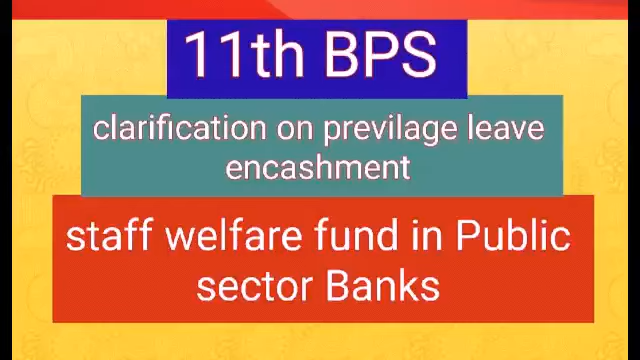 11th BPS
clarification on previlage leave
encashment
staff welfare fund in Public
sector Banks